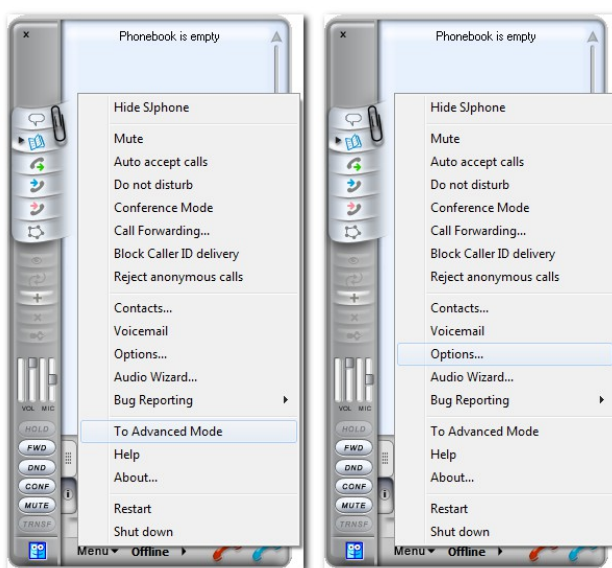 x
Phonebook is empty
Hide SJphone
Mute
Auto accept calls
Do not disturb
Conference Mode
Call Forwarding...
Block Caller ID delivery
Reject anonymous calls
Contacts...
Voicemail
Options...
Audio Wizard...
Bug Reporting
To Advanced Mode
Help
About...
Restart
Shut down
VOL MIC
HOLD
FWD
DND
CONF
i
MUTE
TRNSF
Menu Offline
x
Phonebook is empty
Hide SJphone
Mute
Auto accept calls
Do not disturb
Conference Mode
Call Forwarding...
Block Caller ID delivery
Reject anonymous calls
Contacts...
Voicemail
Options...
Audio Wizard...
Bug Reporting
To Advanced Mode
Help
About...
Restart
Shut down
VOL MIC
HOLD
FWD
DND
CONF
i
MUTE
TRNSF
Menu Offline